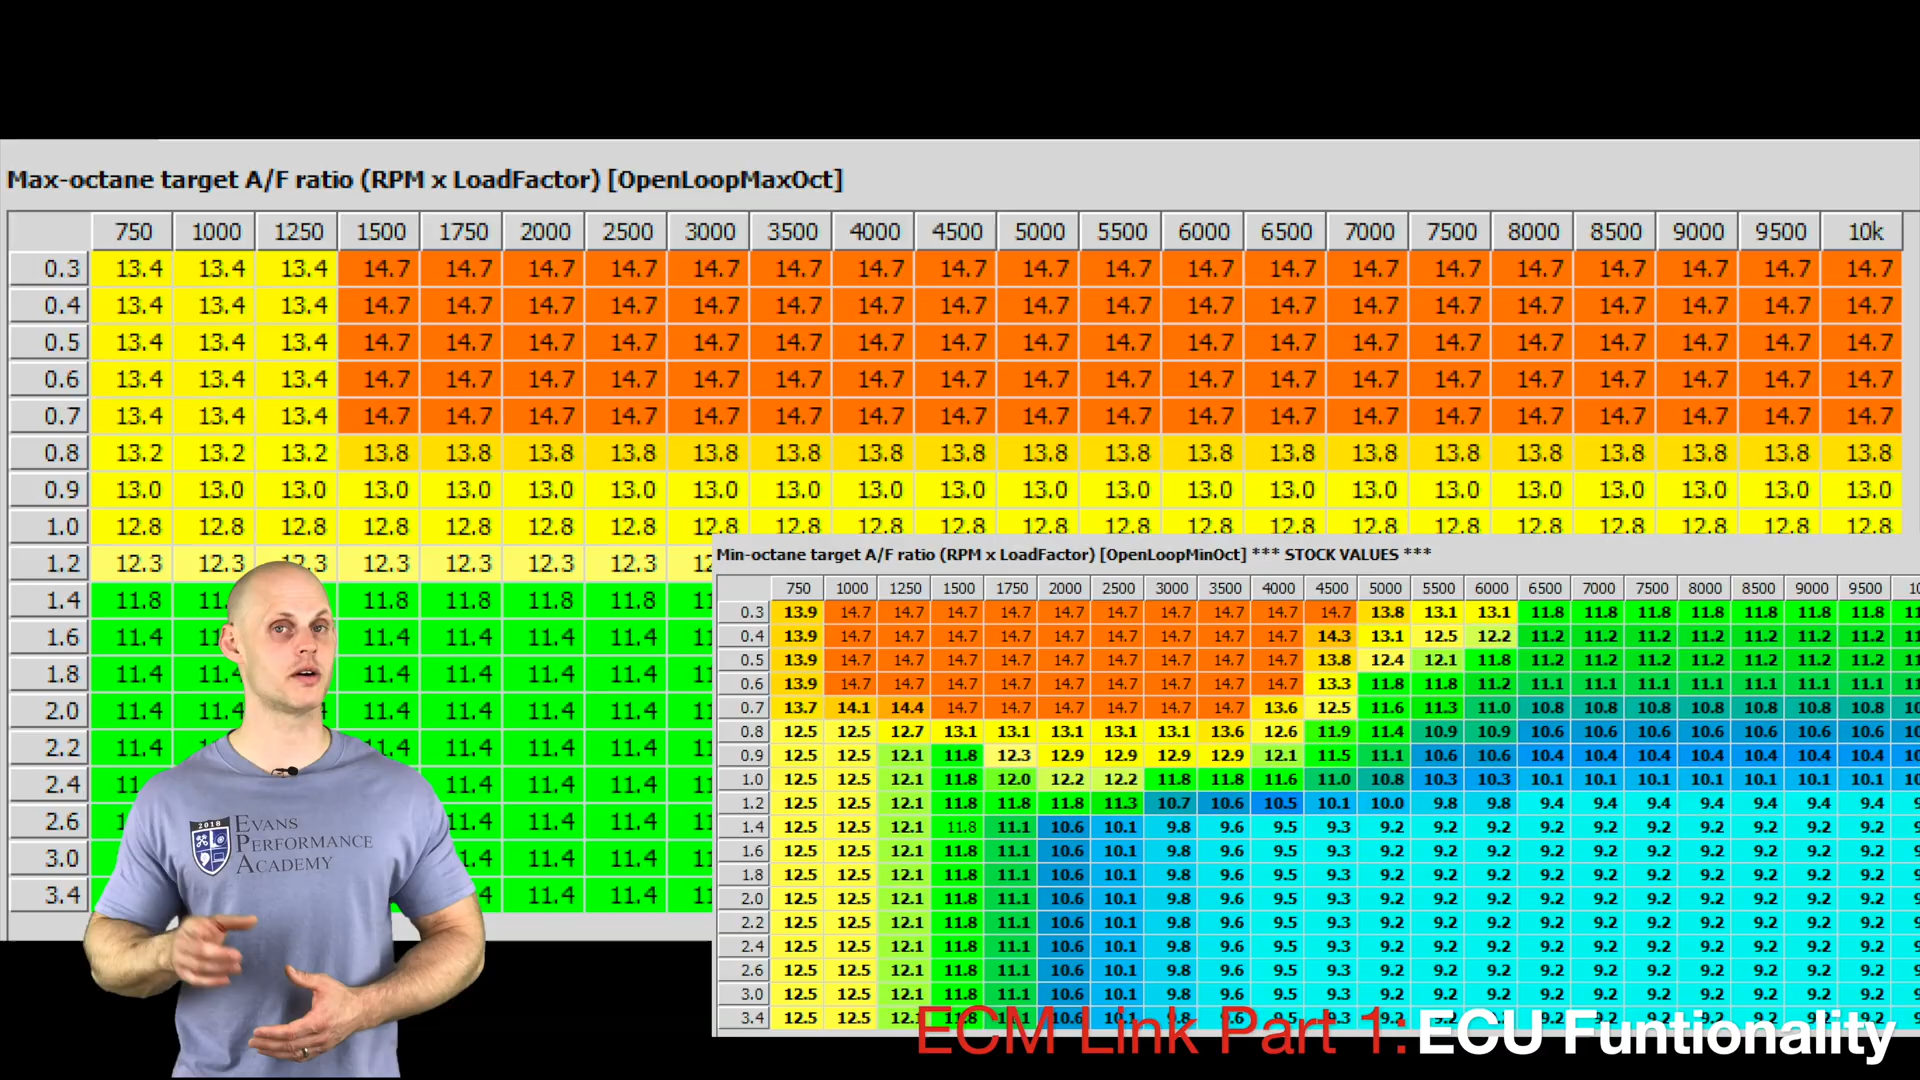 Max-octane target A/F ratio (RPM x LoadFactor) [OpenLoopMaxOct]
750 1000 1250 1500 1750 2000 2500 3000 3500 4000 4500 5000 5500 6000 6500 7000 7500 8000 8500 9000 9500 10k
0.3 13.4 13.4 13.4 14.7 14.7 14.7 14.7 14.7 14.7 14.7 14.7 14.7 14.7 14.7 14.7 14.7 14.7 14.7 14.7 14.7 14.7 14.7
0.4 13.4 13.4 13.4 14.7 14.7 14.7 14.7 14.7 14.7 14.7 14.7 14.7 14.7 14.7 14.7 14.7 14.7 14.7 14.7 14.7 14.7 14.7
0.5 13.4 13.4 13.4 14.7 14.7 14.7 14.7 14.7 14.7 14.7 14.7 14.7 14.7 14.7 14.7 14.7 14.7 14.7 14.7 14.7 14.7 14.7
0.6 13.4 13.4 13.4 14.7 14.7 14.7 14.7 14.7 14.7 14.7 14.7 14.7 14.7 14.7 14.7 14.7 14.7 14.7 14.7 14.7 14.7 14.7
0.7 13.4 13.4 13.4 14.7 14.7 14.7 14.7 14.7 14.7 14.7 14.7 14.7 14.7 14.7 14.7 14.7 14.7 14.7 14.7 14.7 14.7 14.7
0.8 13.2 13.2 13.2 13.8 13.8 13.8 13.8 13.8 13.8 13.8 13.8 13.8 13.8 13.8 13.8 13.8 13.8 13.8 13.8 13.8 13.8 13.8
0.9 13.0 13.0 13.0 13.0 13.0 13.0 13.0 13.0 13.0 13.0 13.0 13.0 13.0 13.0 13.0 13.0 13.0 13.0 13.0 13.0 13.0 13.0
1.0 12.8 12.8 12.8 12.8 12.8 12.8 12.8 12.8 12.8 12.8 12.8 12.8 12.8 12.8 12.8 12.8 12.8 12.8 12.8 12.8 12.8 12.8
1.2 12.3 12.3 12.3 12.3 12.3 12.3 12.3
1.4 11.8 11.8 11.8 11.8 11.8
1.6 11.4 11.4 11.4 11.4 11.4
1.8 11.4 11.4 11.4 11.4 11.4
2.0 11.4 11.4 11.4 11.4 11.4 11.4
2.2 11.4 11.4 11.4 11.4
2.4 11.4 11.4 11.4
2.6 11.4 11.4 11.4
3.0 11.4 11.4
3.4 11.4 11.4
Min-octane target A/F ratio (RPM x LoadFactor) [OpenLoopMinOct] *** STOCK VALUES ***
750 1000 1250 1500 1750 2000 2500 3000 3500 4000 4500 5000 5500 6000 6500 7000 7500 8000 8500 9000 9500
0.3 13.9 14.7 14.7 14.7 14.7 14.7 14.7 14.7 14.7 14.7 14.7 13.8 13.1 13.1 11.8 11.8 11.8 11.8 11.8 11.8 11.8
0.4 13.9 14.7 14.7 14.7 14.7 14.7 14.7 14.7 14.7 14.7 14.3 13.1 12.5 12.2 11.2 11.2 11.2 11.2 11.2 11.2 11.2
0.5 13.9 14.7 14.7 14.7 14.7 14.7 14.7 14.7 14.7 14.7 13.8 12.4 12.1 11.8 11.2 11.2 11.2 11.2 11.2 11.2 11.2
0.6 13.9 14.7 14.7 14.7 14.7 14.7 14.7 14.7 14.7 14.7 13.3 11.8 11.8 11.2 11.1 11.1 11.1 11.1 11.1 11.1 11.1
0.7 13.7 14.1 14.4 14.7 14.7 14.7 14.7 14.7 14.7 13.6 12.5 11.6 11.3 11.0 10.8 10.8 10.8 10.8 10.8 10.8 10.8
0.8 12.5 12.5 12.7 13.1 13.1 13.1 13.1 13.1 13.6 12.6 11.9 11.4 10.9 10.9 10.6 10.6 10.6 10.6 10.6 10.6 10.6
0.9 12.5 12.5 12.1 11.8 12.3 12.9 12.9 12.9 12.9 12.1 11.5 11.1 10.6 10.6 10.4 10.4 10.4 10.4 10.4 10.4 10.4
1.0 12.5 12.5 12.1 11.8 12.0 12.2 12.2 11.8 11.8 11.6 11.0 10.8 10.3 10.3 10.1 10.1 10.1 10.1 10.1 10.1 10.1
1.2 12.5 12.5 12.1 11.8 11.8 11.8 11.3 10.7 10.6 10.5 10.1 10.0 9.8 9.8 9.4 9.4 9.4 9.4 9.4 9.4 9.4
1.4 12.5 12.5 12.1 11.8 11.1 10.6 10.1 9.8 9.6 9.5 9.3 9.2 9.2 9.2 9.2 9.2 9.2 9.2 9.2 9.2 9.2
1.6 12.5 12.5 12.1 11.8 11.1 10.6 10.1 9.8 9.6 9.5 9.3 9.2 9.2 9.2 9.2 9.2 9.2 9.2 9.2 9.2 9.2
1.8 12.5 12.5 12.1 11.8 11.1 10.6 10.1 9.8 9.6 9.5 9.3 9.2 9.2 9.2 9.2 9.2 9.2 9.2 9.2 9.2 9.2
2.0 12.5 12.5 12.1 11.8 11.1 10.6 10.1 9.8 9.6 9.5 9.3 9.2 9.2 9.2 9.2 9.2 9.2 9.2 9.2 9.2 9.2
2.2 12.5 12.5 12.1 11.8 11.1 10.6 10.1 9.8 9.6 9.5 9.3 9.2 9.2 9.2 9.2 9.2 9.2 9.2 9.2 9.2 9.2
2.4 12.5 12.5 12.1 11.8 11.1 10.6 10.1 9.8 9.6 9.5 9.3 9.2 9.2 9.2 9.2 9.2 9.2 9.2 9.2 9.2 9.2
2.6 12.5 12.5 12.1 11.8 11.1 10.6 10.1 9.8 9.6 9.5 9.3 9.2 9.2 9.2 9.2 9.2 9.2 9.2 9.2 9.2 9.2
3.0 12.5 12.5 12.1 11.8 11.1 10.6 10.1 9.8 9.6 9.5 9.3 9.2 9.2 9.2 9.2 9.2 9.2 9.2 9.2 9.2 9.2
3.4 12.5 12.5 10.6 9.6 9.5 9.2 9.2
2018
EVANS
PERFORMANCE
ACADEMY
ECM Link Part 1: ECU Funtionality